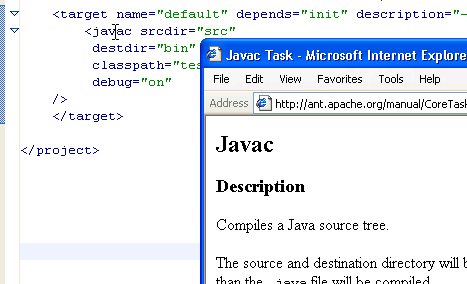 <target name="default" depends="init" description="
<javac srcdir="src"
destdir="bin"
classpath="tes
debug="on"
/>
</target>
</project>
Javac Task - Microsoft Internet Explore
File Edit View Favorites Tools Help
Address http://ant.apache.org/manual/CoreTask
Javac
Description
Compiles a Java source tree.
The source and destination directory will b
than the .java file will be compiled.